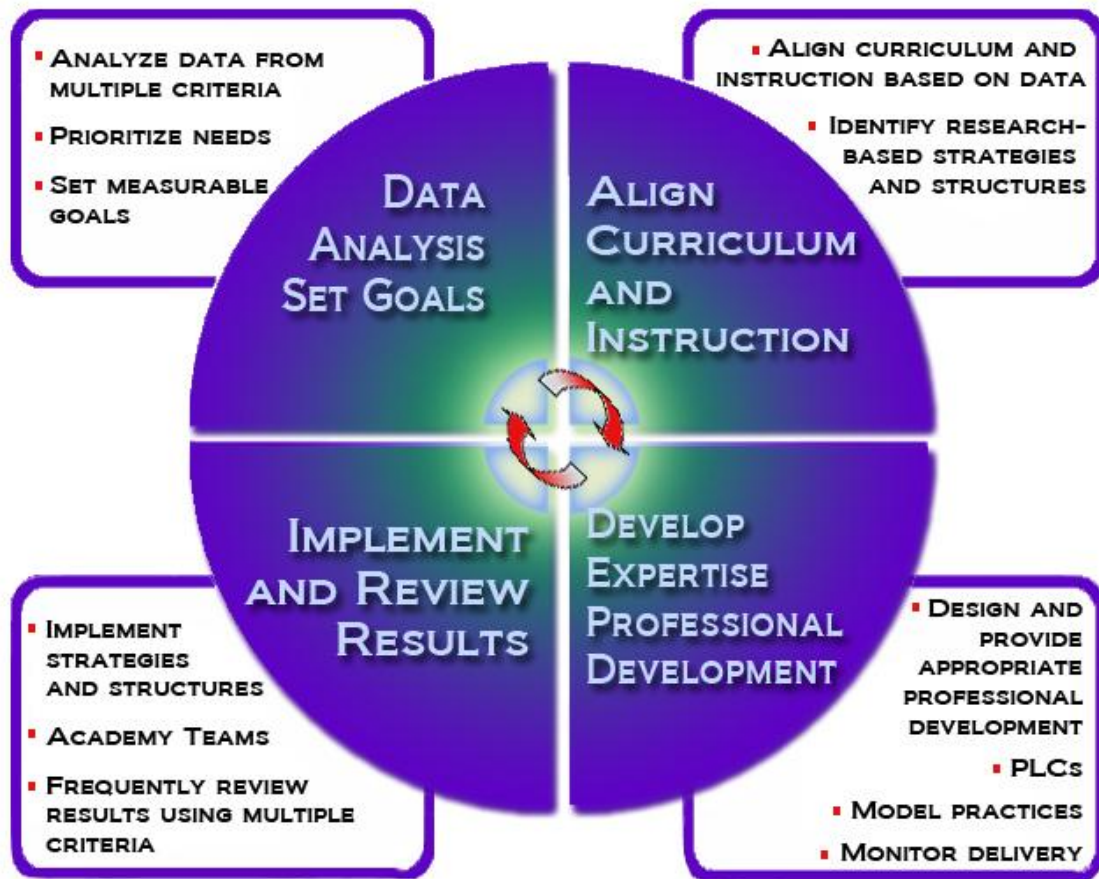 Analyze data from
multiple criteria
Prioritize needs
Set measurable
goals
Align curriculum and
instruction based on data
Identify research-
based strategies
and structures
Data
Analysis
Set Goals
Align
Curriculum
and
Instruction
Implement
and Review
Results
Develop
Expertise
Professional
Development
Implement
strategies
and structures
Academy Teams
Frequently review
results using multiple
criteria
Design and
provide
appropriate
professional
development
PLCs
Model practices
Monitor delivery